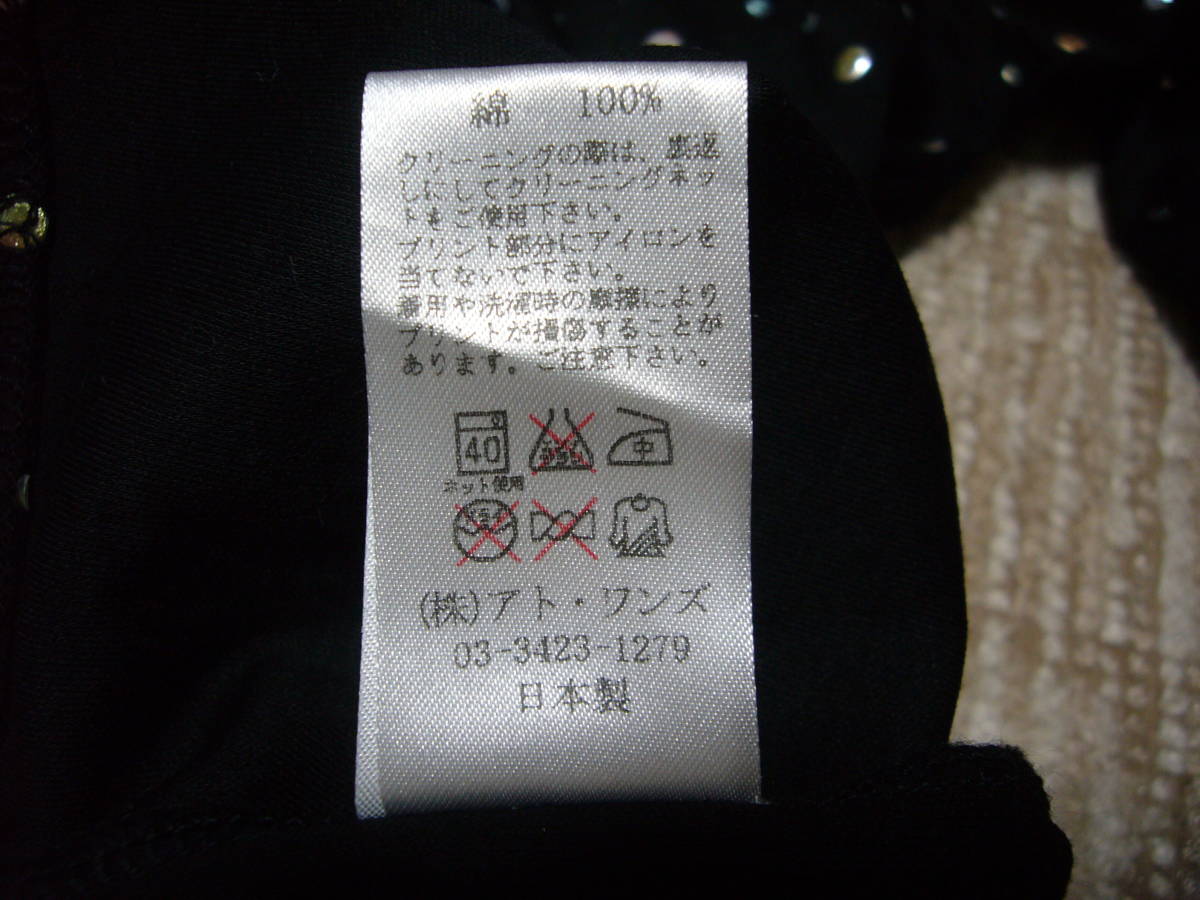 綿 100%
クリーニングの際は、裏返
しにしてクリーニングネッ
トをご使用下さい。
プリント部分にアイロンを
当てないで下さい。
着用や洗濯時の摩擦により
プリントが損傷することが
あります。ご注意下さい。
40
中
ネット使用
(株)アト・ワンズ
03-3423-1279
日本製